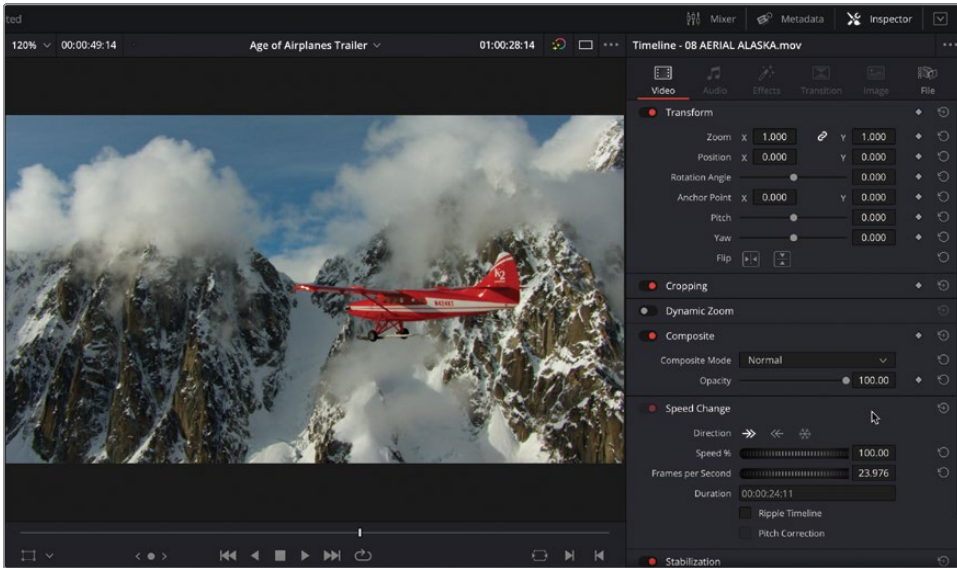 ted
Mixer
Metadata
Inspector
120%
00:00:49:14
Age of Airplanes Trailer
01:00:28:14
Timeline - 08 AERIAL ALASKA.mov
Video
Audio
Effects
Transition
Image
File
Transform
Zoom X 1.000 Y 1.000
Position X 0.000 Y 0.000
Rotation Angle 0.000
Anchor Point X 0.000 Y 0.000
Pitch 0.000
Yaw 0.000
Flip
Cropping
Dynamic Zoom
Composite
Composite Mode Normal
Opacity 100.00
Speed Change
Direction
Speed % 100.00
Frames per Second 23.976
Duration 00:00:24:11
Ripple Timeline
Pitch Correction
Stabilization
K2